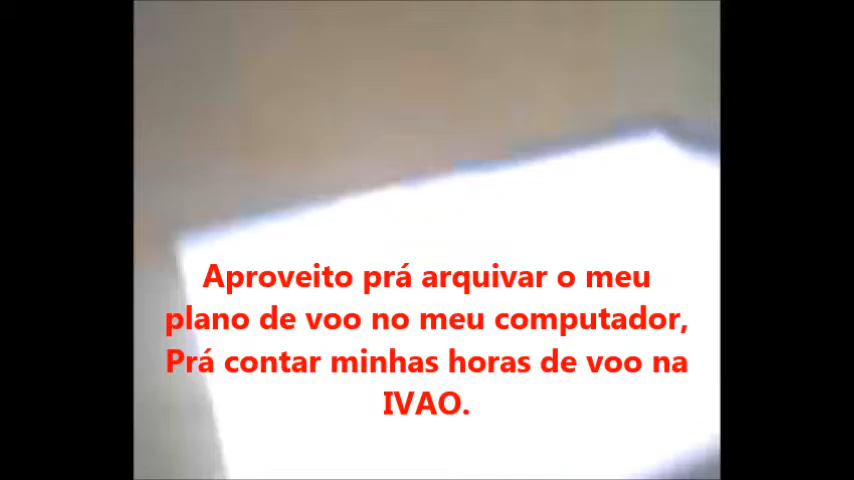 Aproveito prá arquivar o meu
plano de voo no meu computador,
Prá contar minhas horas de voo na
IVAO.